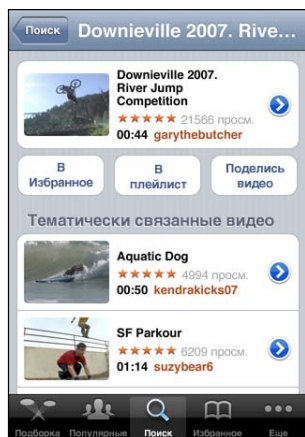 Поиск
Downieville 2007. Rive...
Downieville 2007.
River Jump
Competition
21566 просм.
00:44 garythebutcher
В
Избранное
В
плейлист
Поделись
видео
Тематически связанные видео
Aquatic Dog
4994 просм.
00:50 kendrakicks07
SF Parkour
6209 просм.
01:14 suzybear6
Подборка
Популярные
Поиск
Избранное
Еще